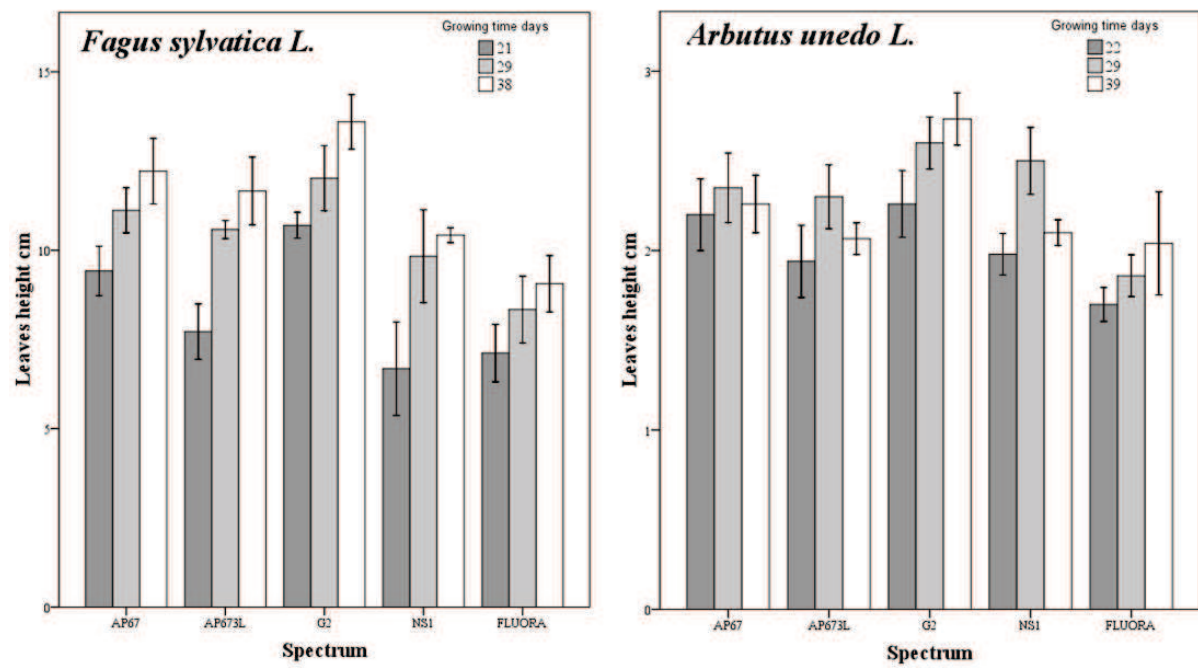 Fagus sylvatica L.
Growing time days
21
29
38
Leaves height cm
15
10
5
0
AP67 AP673L G2 NS1 FLUORA
Spectrum
Arbutus unedo L.
Growing time days
22
29
39
Leaves height cm
3
2
1
0
AP67 AP673L G2 NS1 FLUORA
Spectrum